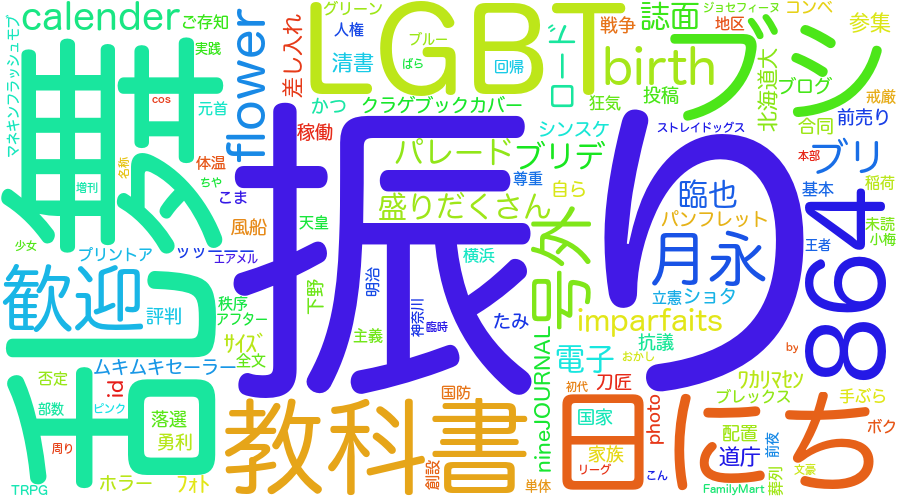 calender
ご存知
実践
マネキンフラッシュモブ
無茶
cos
元首
増刊
名称
体温
ちや
こま
少女
flower
差し入れ
グリーン
人権
清書
LGBT
ブルー
ばら
回帰
かつ
クラゲブックカバー
稼働
ロード
戦争
誌面
birth
狂気
投稿
ジョセフィーヌ
コンペ
地区
参集
ブシ
ブログ
北海道大
戒厳
合同
前売り
シンスケ
ストレイドッグス
本部
ブリ
パレード
ブリデ
尊重
自ら
臨也
基本
稲荷
盛りだくさん
パンフレット
864
未読
小梅
王者
風船
天皇
プリントア
ッッーーー
エアメル
振り
歓迎
評判
秩序
アフター
下野
明治
横浜
神奈川
臨時
たみ
主義
号外
月永
立憲
ショタ
imparfaits
乱
ｻｲｽﾞ
全文
抗議
電子
おかし
nineJOURNAL
by
ムキムキセーラー
否定
id
部数
ピンク
落選
勇利
周り
TRPG
ホラー
ﾌｫﾄ
教科書
国防
創設
単体
初代
刀匠
日にち
国家
家族
リーグ
こん
photo
ﾜｶﾘﾏｾﾝ
ブレックス
手ぶら
配置
道庁
前夜
ボク
葬列
文豪
FamilyMart